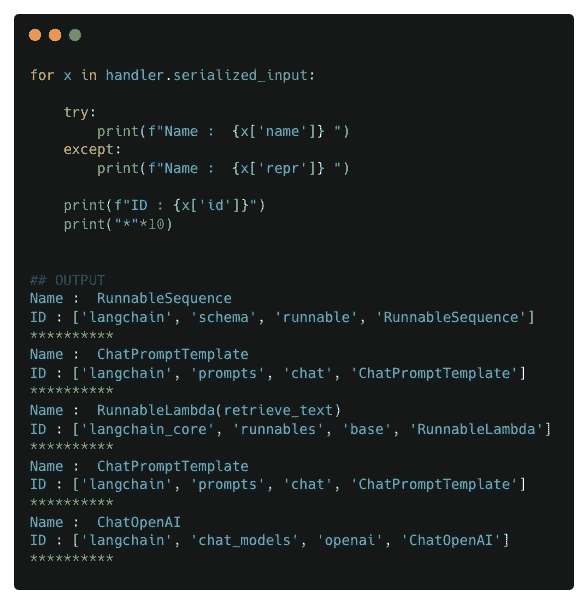 for x in handler.serialized_input:
    try:
        print(f"Name :  {x['name']} ")
    except:
        print(f"Name :  {x['repr']} ")
    print(f"ID : {x['id']}")
    print("*"*10)
## OUTPUT
Name :  RunnableSequence
ID : ['langchain', 'schema', 'runnable', 'RunnableSequence']
**********
Name :  ChatPromptTemplate
ID : ['langchain', 'prompts', 'chat', 'ChatPromptTemplate']
**********
Name :  RunnableLambda(retrieve_text)
ID : ['langchain_core', 'runnables', 'base', 'RunnableLambda']
**********
Name :  ChatPromptTemplate
ID : ['langchain', 'prompts', 'chat', 'ChatPromptTemplate']
**********
Name :  ChatOpenAI
ID : ['langchain', 'chat_models', 'openai', 'ChatOpenAI']
**********